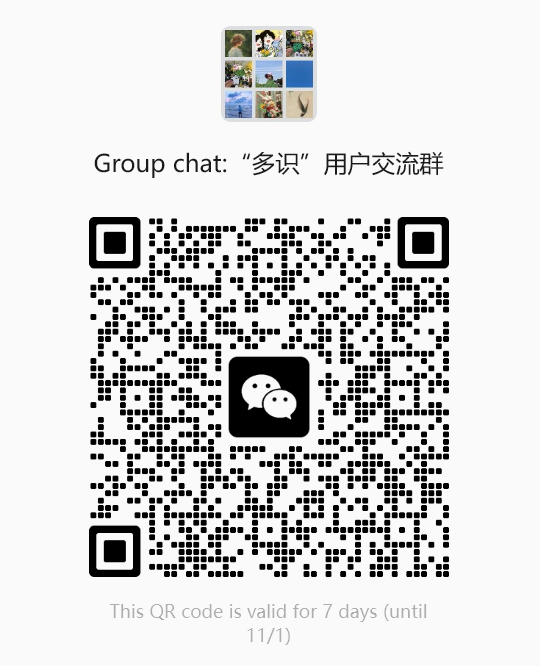 Group chat: “多识”用户交流群
This QR code is valid for 7 days (until
11/1)